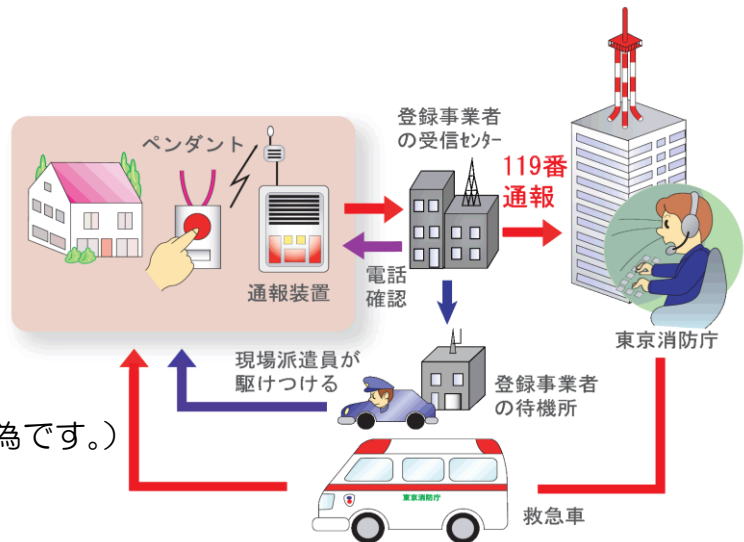 ペンダント
通報装置
登録事業者
の受信ｾﾝﾀｰ
119番
通報
電話
確認
東京消防庁
現場派遣員が
駆けつける
登録事業者
の待機所
為です。）
東京消防庁
救急車